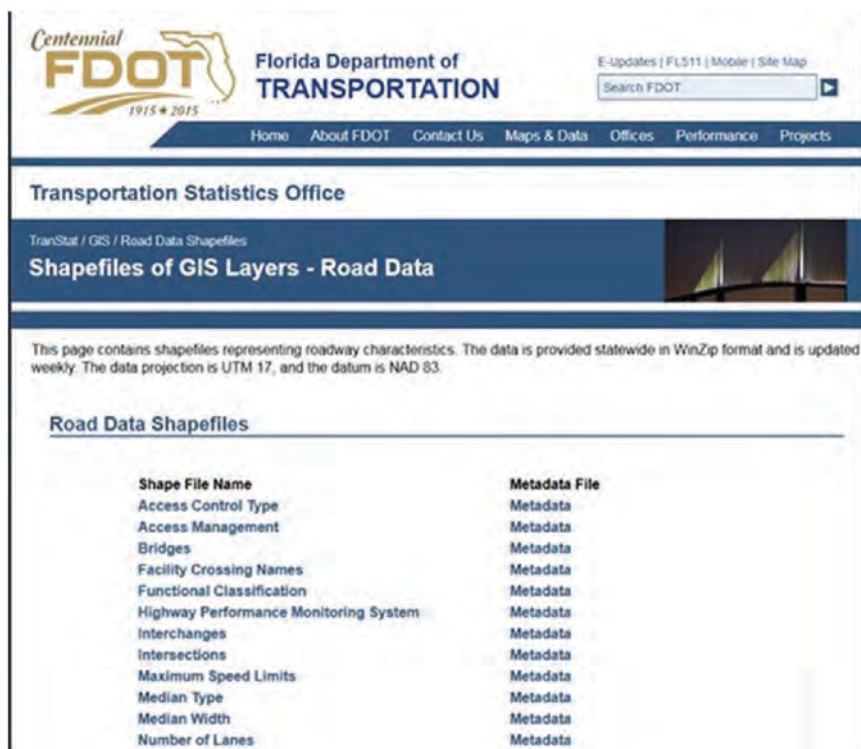 Centennial
FDOT
1915 ★ 2015
Florida Department of
TRANSPORTATION
E-Updates | FL511 | Mobile | Site Map
Search FDOT
Home About FDOT Contact Us Maps & Data Offices Performance Projects
Transportation Statistics Office
TranStat / GIS / Road Data Shapefiles
Shapefiles of GIS Layers - Road Data
This page contains shapefiles representing roadway characteristics. The data is provided statewide in WinZip format and is updated
weekly. The data projection is UTM 17, and the datum is NAD 83.
Road Data Shapefiles
Shape File Name Metadata File
Access Control Type Metadata
Access Management Metadata
Bridges Metadata
Facility Crossing Names Metadata
Functional Classification Metadata
Highway Performance Monitoring System Metadata
Interchanges Metadata
Intersections Metadata
Maximum Speed Limits Metadata
Median Type Metadata
Median Width Metadata
Number of Lanes Metadata